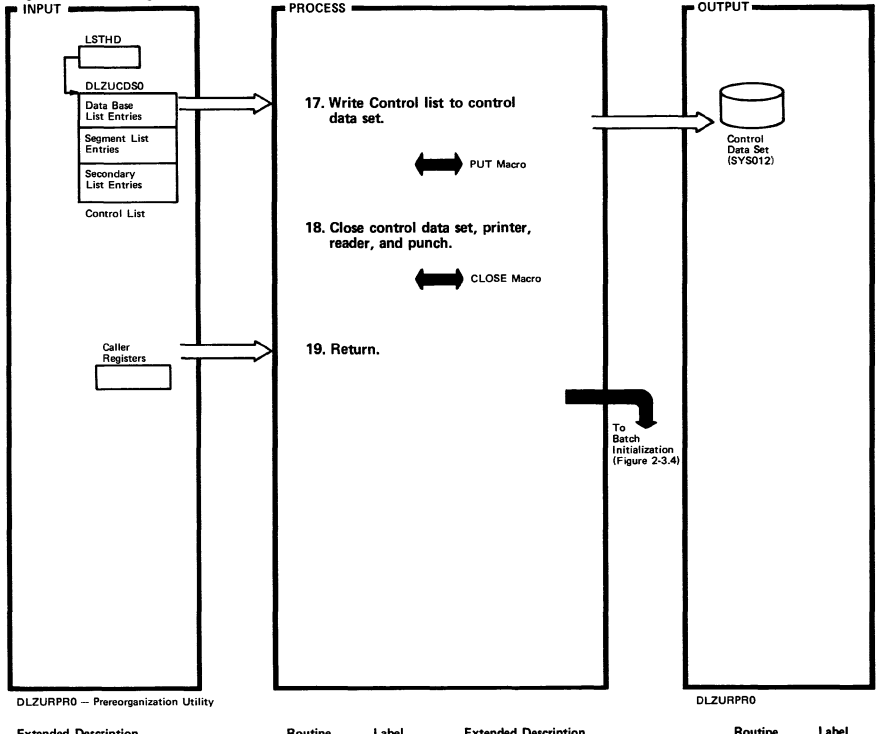 INPUT
PROCESS
OUTPUT
LSTHD
DLZUCDS0
Data Base
List Entries
Segment List
Entries
Secondary
List Entries
Control List
17. Write Control list to control
data set.
PUT Macro
Control
Data Set
(SYS012)
18. Close control data set, printer,
reader, and punch.
CLOSE Macro
Caller
Registers
19. Return.
To
Batch
Initialization
(Figure 2-3.4)
DLZURPR0 — Prereorganization Utility
DLZURPR0
Extended Description Routine Label Extended Description Routine Label